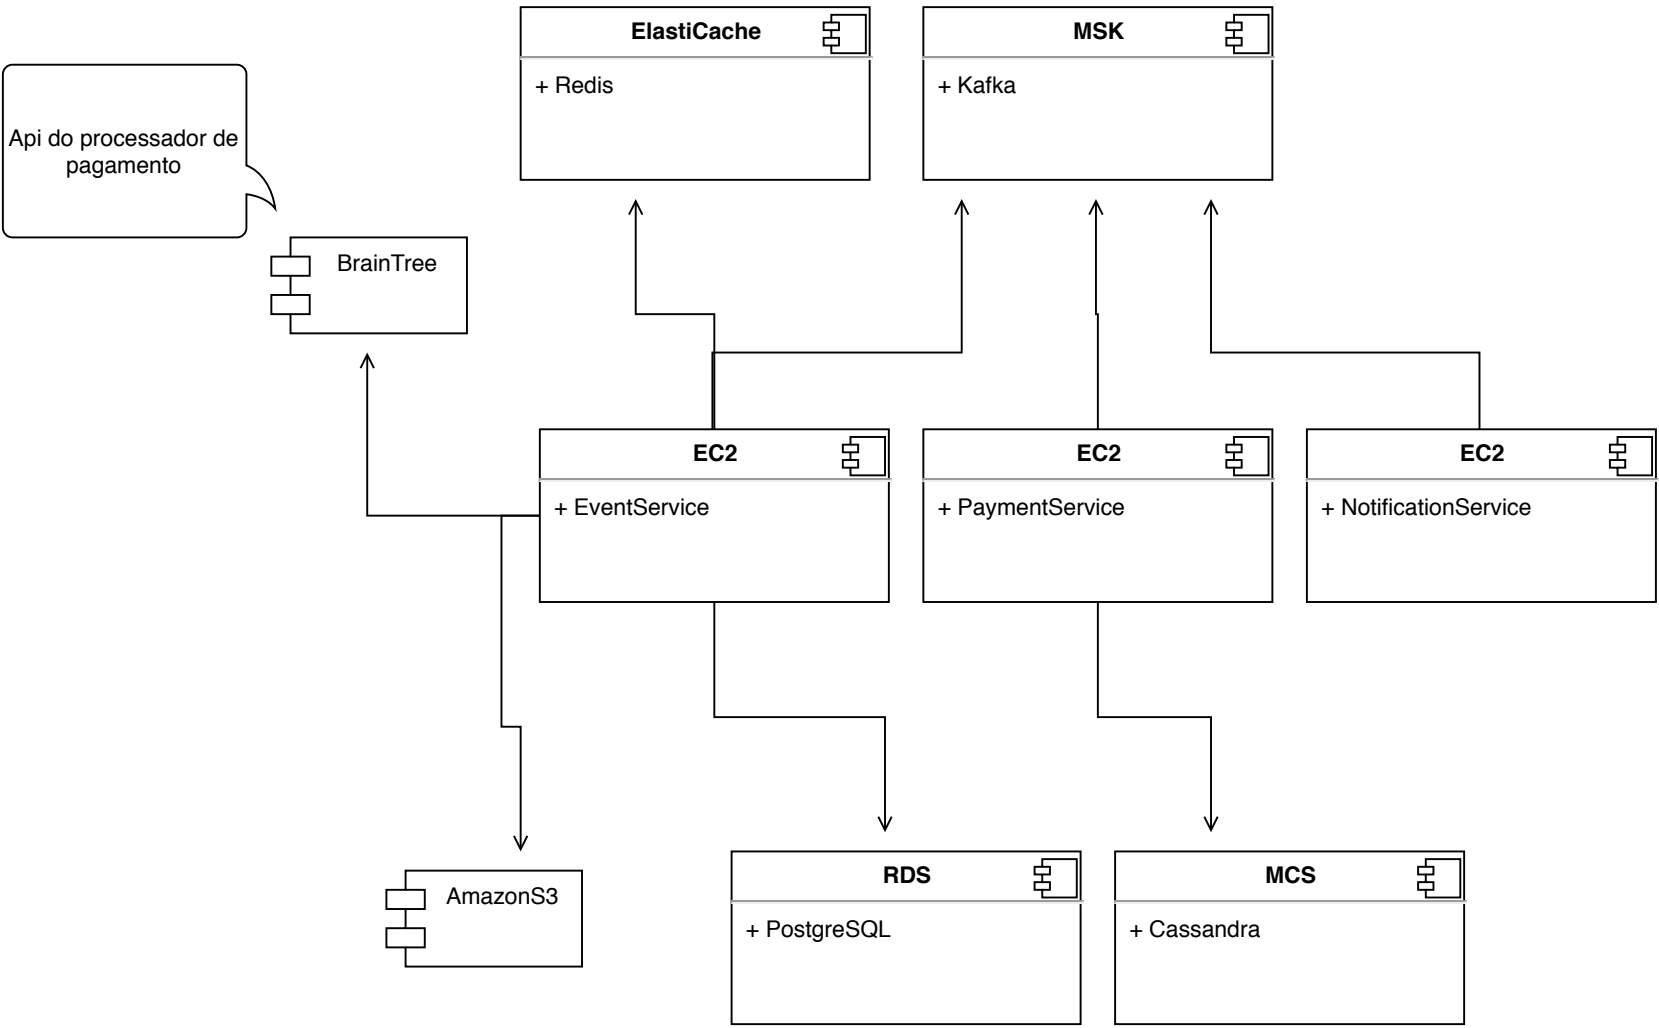 ElastiCache
+ Redis
MSK
+ Kafka
Api do processador de
pagamento
BrainTree
EC2
+ EventService
EC2
+ PaymentService
EC2
+ NotificationService
AmazonS3
RDS
+ PostgreSQL
MCS
+ Cassandra